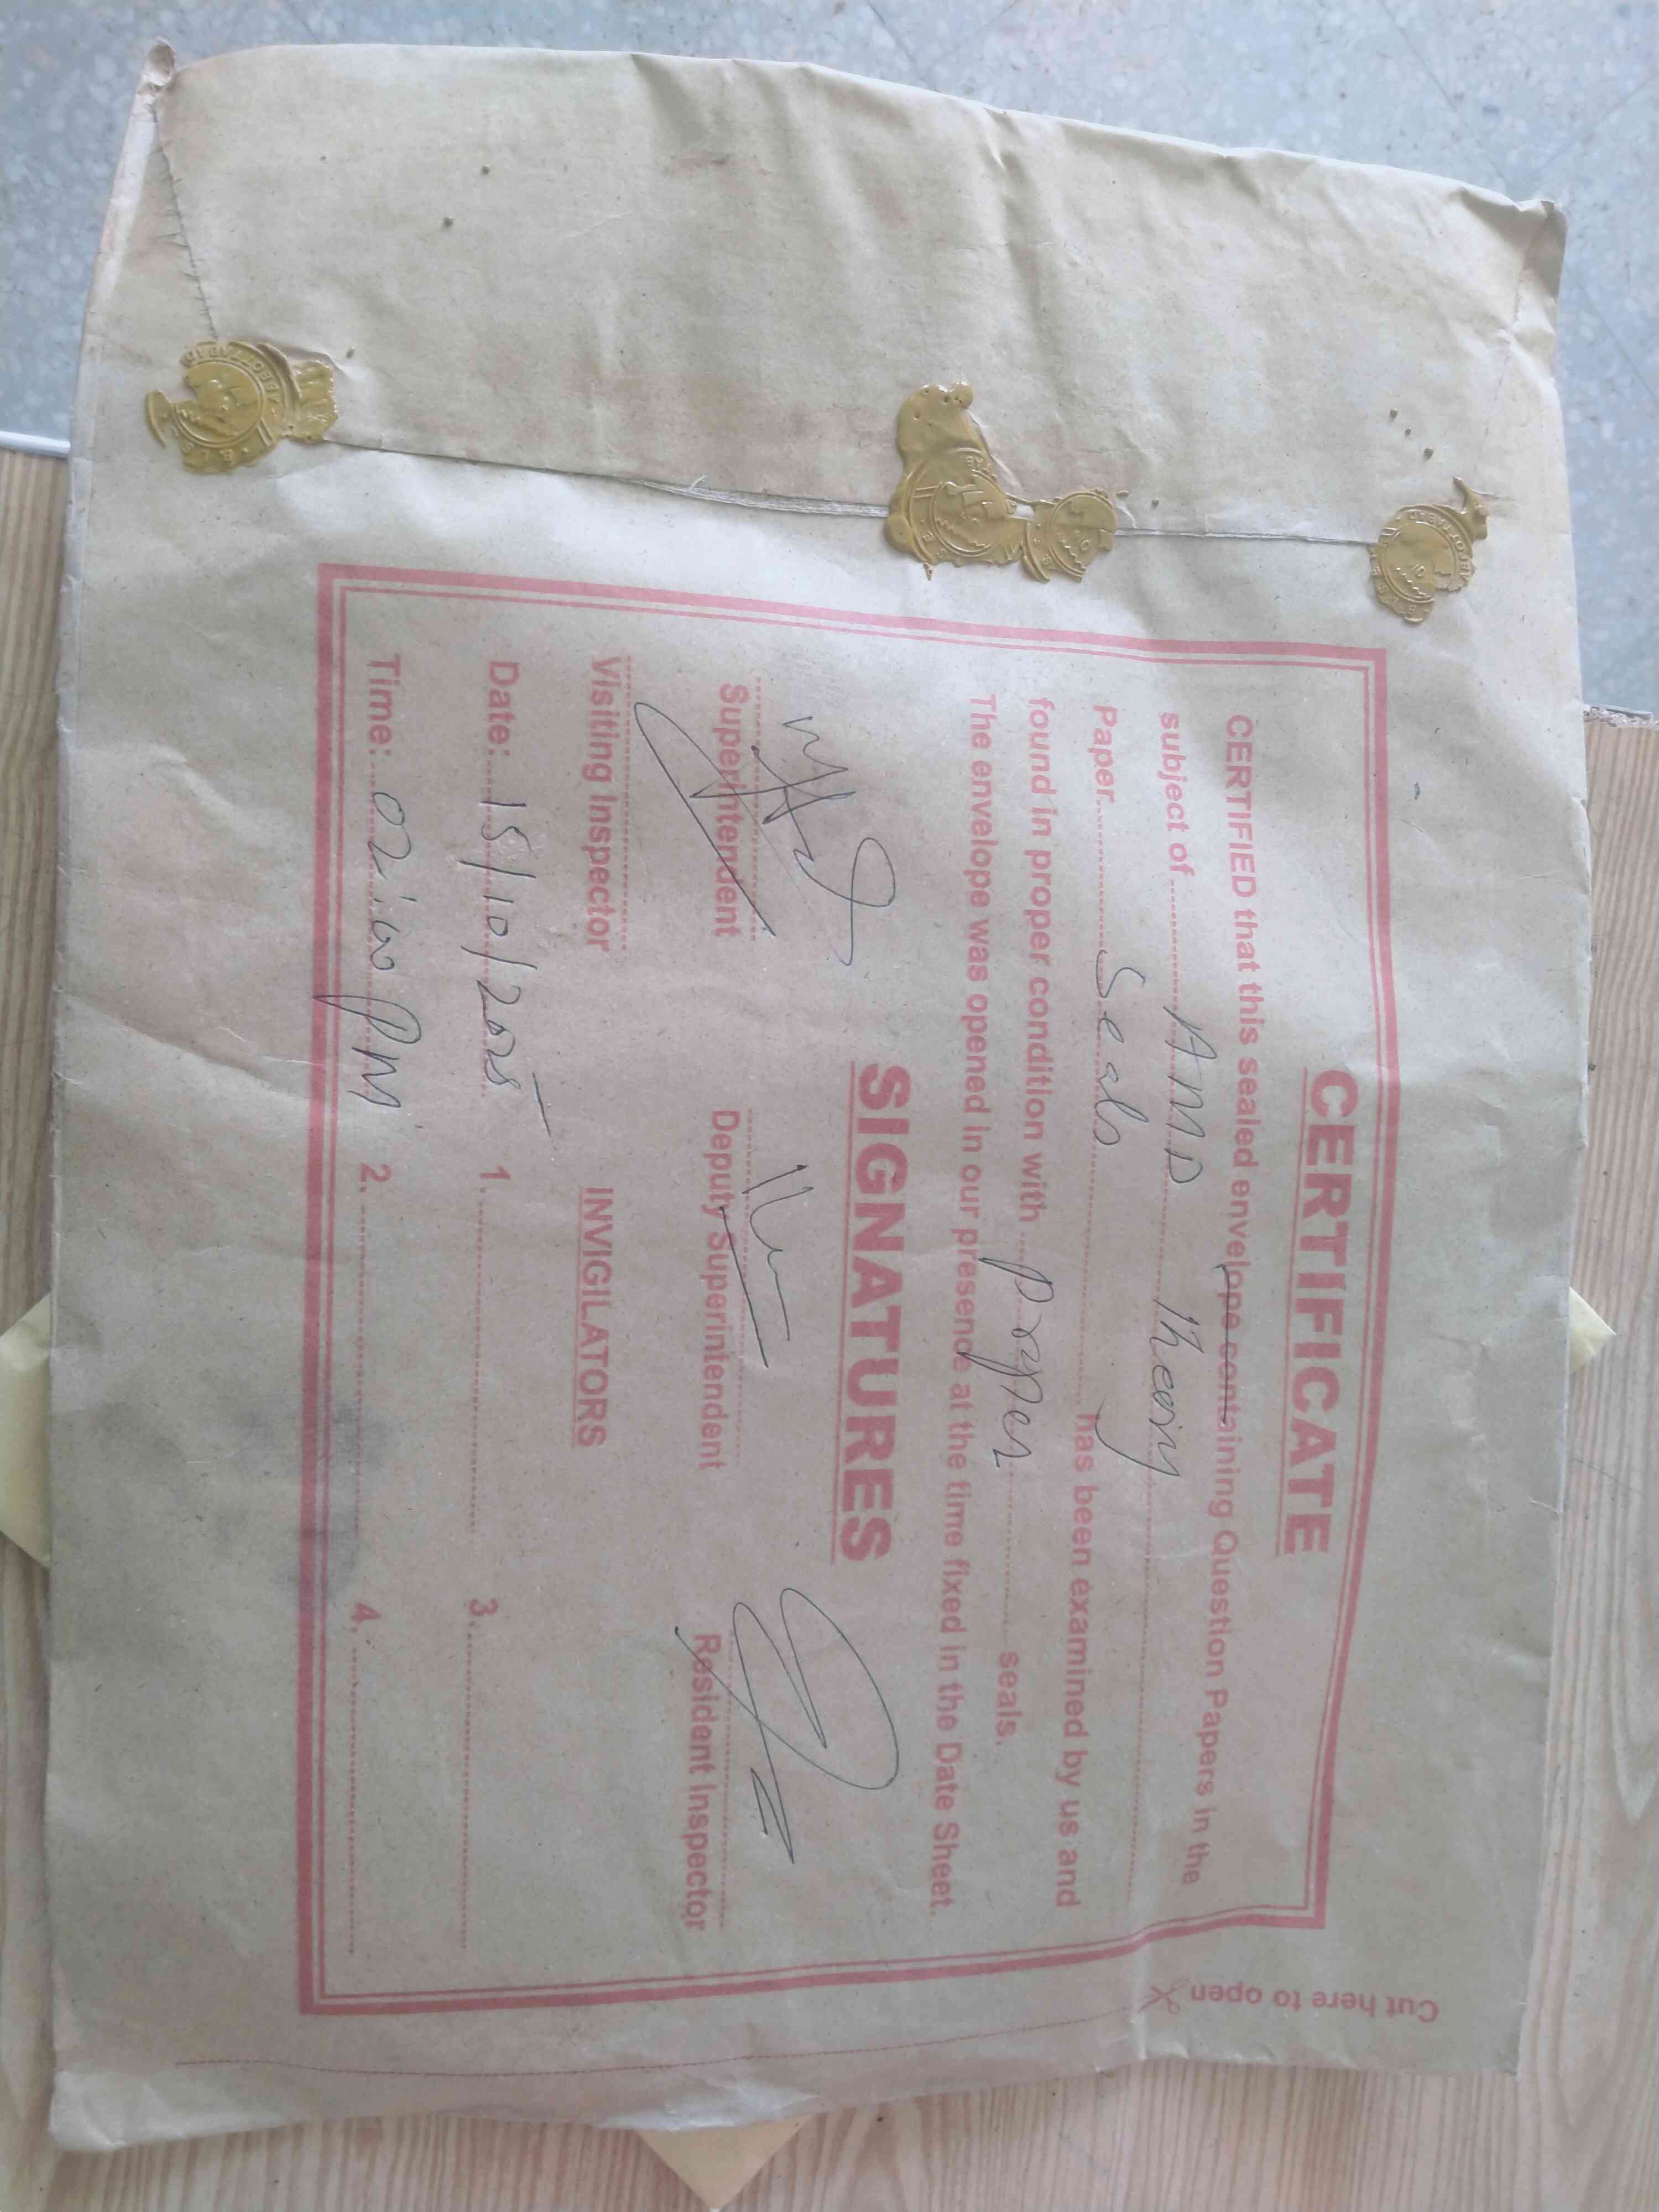 CERTIFICATE
CERTIFIED that this sealed envelope containing Question Papers in the
subject of AMD Theory
Paper Seals has been examined by us and
found in proper condition with proper seals.
The envelope was opened in our presence at the time fixed in the Date Sheet.
SIGNATURES
Superintendent Deputy Superintendent Resident Inspector
Visiting Inspector INVIGILATORS
Date: 15/10/2025 1. 3.
Time: 02:00 PM 2. 4.
Cut here to open
ABBOTTABAD